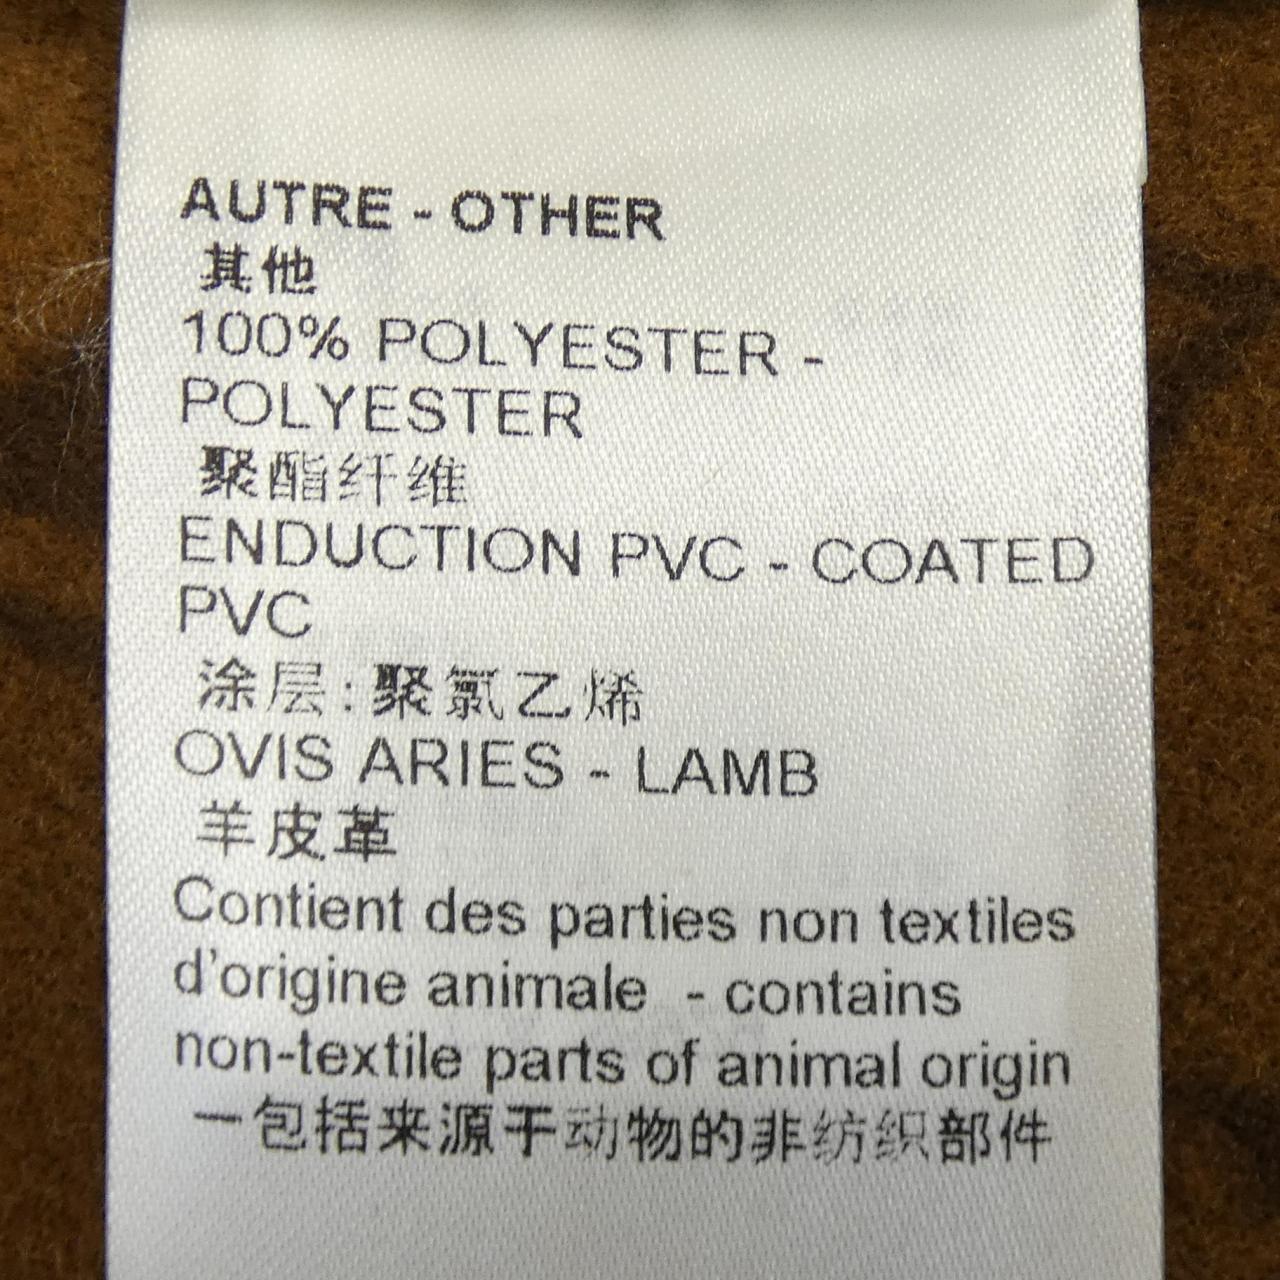 AUTRE - OTHER
其他
100% POLYESTER -
POLYESTER
聚酯纤维
ENDUCTION PVC - COATED
PVC
涂层:聚氯乙烯
OVIS ARIES - LAMB
羊皮革
Contient des parties non textiles
d'origine animale - contains
non-textile parts of animal origin
一包括来源于动物的非纺织部件